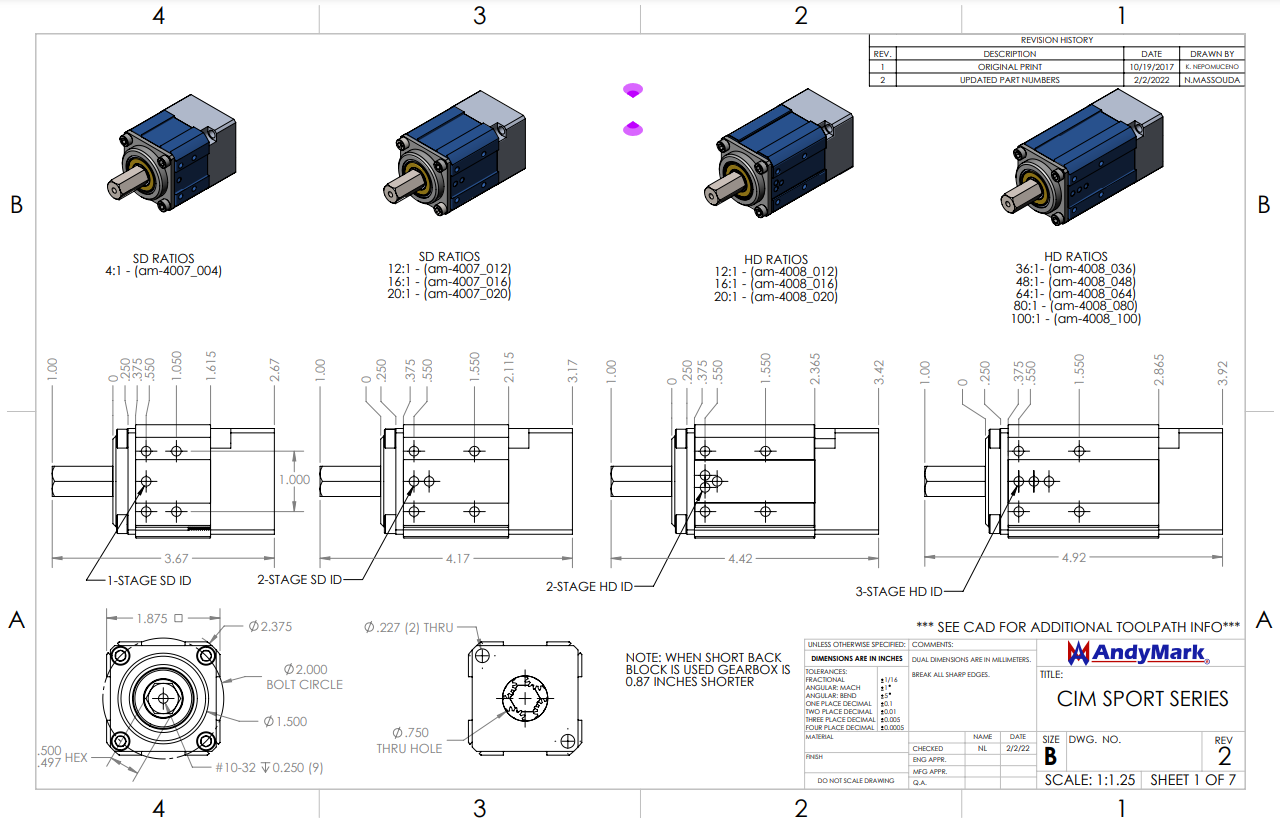 4 3 2 1
REVISION HISTORY
REV. DESCRIPTION DATE DRAWN BY
1 ORIGINAL PRINT 10/19/2017 K. NEPOMUCENO
2 UPDATED PART NUMBERS 2/2/2022 N.MASSOUDA
B B
SD RATIOS
4:1 - (am-4007_004)
SD RATIOS
12:1 - (am-4007_012)
16:1 - (am-4007_016)
20:1 - (am-4007_020)
HD RATIOS
12:1 - (am-4008_012)
16:1 - (am-4008_016)
20:1 - (am-4008_020)
HD RATIOS
36:1- (am-4008_036)
48:1- (am-4008_048)
64:1- (am-4008_064)
80:1 - (am-4008_080)
100:1 - (am-4008_100)
1.00 0 .250 .375 .550 1.050 1.615 2.67
1.00 0 .250 .375 .550 1.550 2.115 3.17
1.00 0 .250 .375 .550 1.550 2.365 3.42
1.00 0 .250 .375 .550 1.550 2.865 3.92
1.000
3.67
4.17
4.42
4.92
1-STAGE SD ID
2-STAGE SD ID
2-STAGE HD ID
3-STAGE HD ID
A A
1.875 □
Ø2.375
Ø2.000
BOLT CIRCLE
Ø1.500
.500
.497 HEX
#10-32 ↧0.250 (9)
Ø.227 (2) THRU
Ø.750
THRU HOLE
NOTE: WHEN SHORT BACK
BLOCK IS USED GEARBOX IS
0.87 INCHES SHORTER
*** SEE CAD FOR ADDITIONAL TOOLPATH INFO***
UNLESS OTHERWISE SPECIFIED:
DIMENSIONS ARE IN INCHES
TOLERANCES:
FRACTIONAL ±1/16
ANGULAR: MACH ±1°
ANGULAR: BEND ±5°
ONE PLACE DECIMAL ±0.1
TWO PLACE DECIMAL ±0.01
THREE PLACE DECIMAL ±0.005
FOUR PLACE DECIMAL ±0.0005
MATERIAL
FINISH
DO NOT SCALE DRAWING
COMMENTS:
DUAL DIMENSIONS ARE IN MILLIMETERS.
BREAK ALL SHARP EDGES.
NAME DATE
CHECKED NL 2/2/22
ENG APPR.
MFG APPR.
Q.A.
AndyMark®
TITLE:
CIM SPORT SERIES
SIZE DWG. NO. REV
B 2
SCALE: 1:1.25 SHEET 1 OF 7
4 3 2 1